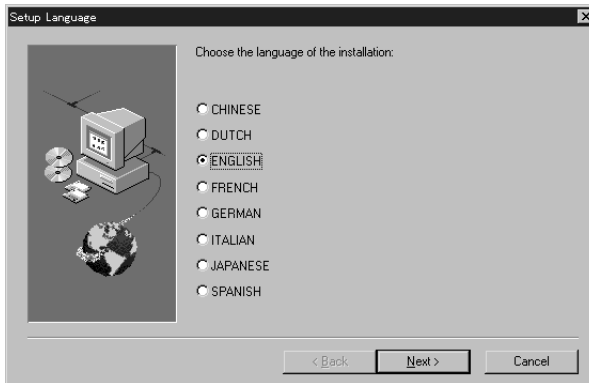 Setup Language
Choose the language of the installation:
CHINESE
DUTCH
ENGLISH
FRENCH
GERMAN
ITALIAN
JAPANESE
SPANISH
< Back
Next >
Cancel